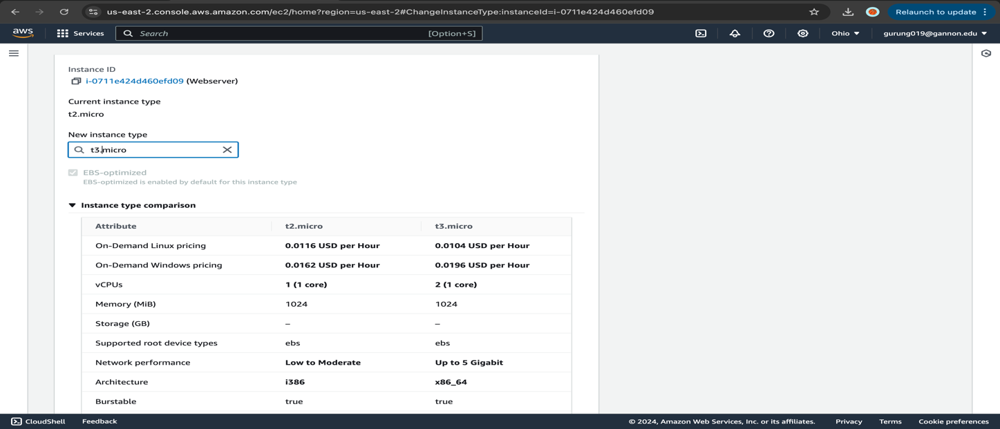 us-east-2.console.aws.amazon.com/ec2/home?region=us-east-2#ChangeInstanceType:instanceId=i-0711e424d460efd09
Relaunch to update
aws
Services
Search
[Option+S]
Ohio
gurung019@gannon.edu
Instance ID
i-0711e424d460efd09 (Webserver)
Current instance type
t2.micro
New instance type
t3.micro
EBS-optimized
EBS-optimized is enabled by default for this instance type
Instance type comparison
Attribute t2.micro t3.micro
On-Demand Linux pricing 0.0116 USD per Hour 0.0104 USD per Hour
On-Demand Windows pricing 0.0162 USD per Hour 0.0196 USD per Hour
vCPUs 1 (1 core) 2 (1 core)
Memory (MiB) 1024 1024
Storage (GB) – –
Supported root device types ebs ebs
Network performance Low to Moderate Up to 5 Gigabit
Architecture i386 x86_64
Burstable true true
CloudShell Feedback © 2024, Amazon Web Services, Inc. or its affiliates. Privacy Terms Cookie preferences